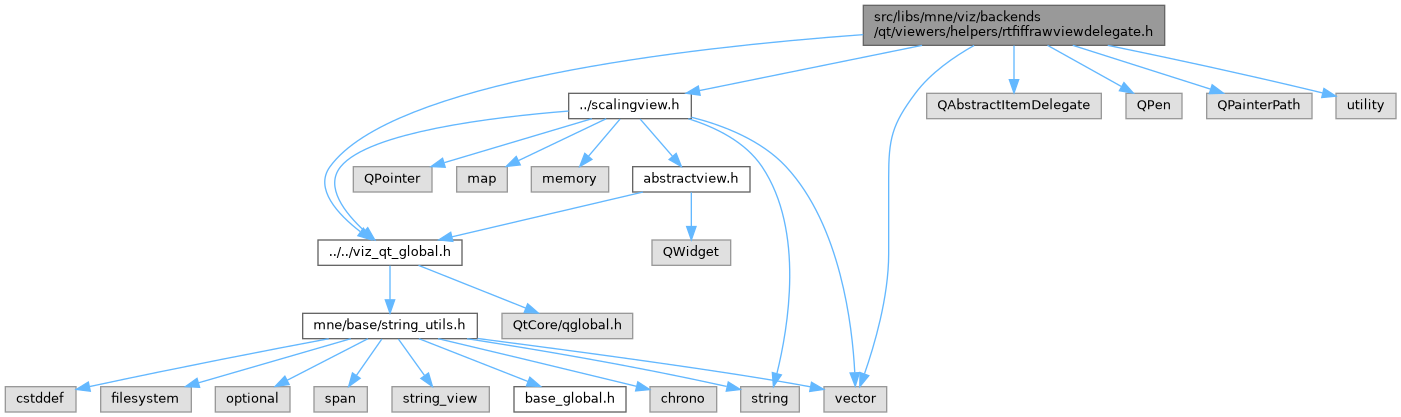 src/libs/mne/viz/backends
/qt/viewers/helpers/rtfiffrawviewdelegate.h
../scalingview.h
QAbstractItemDelegate
QPen
QPainterPath
utility
QPointer
map
memory
abstractview.h
../../viz_qt_global.h
QWidget
mne/base/string_utils.h
QtCore/qglobal.h
cstddef
filesystem
optional
span
string_view
base_global.h
chrono
string
vector